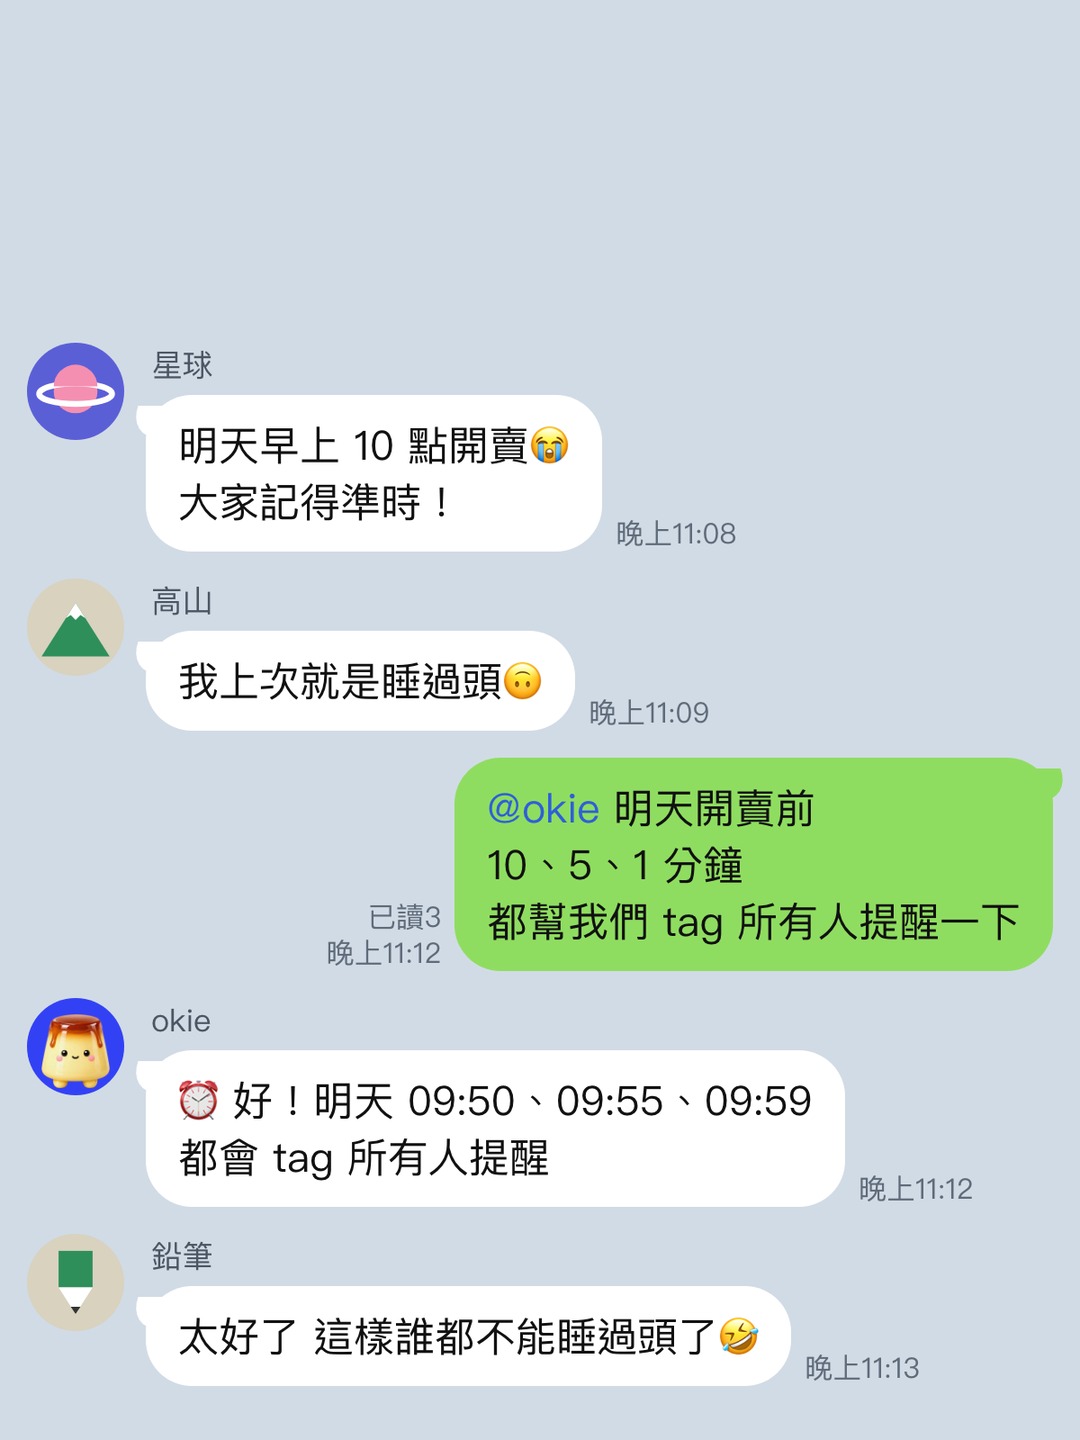 星球
明天早上 10 點開賣😭
大家記得準時！
晚上11:08
高山
我上次就是睡過頭🙃
晚上11:09
@okie 明天開賣前
10、5、1 分鐘
都幫我們 tag 所有人提醒一下
已讀3
晚上11:12
okie
⏰ 好！明天 09:50、09:55、09:59
都會 tag 所有人提醒
晚上11:12
鉛筆
太好了 這樣誰都不能睡過頭了🤣
晚上11:13